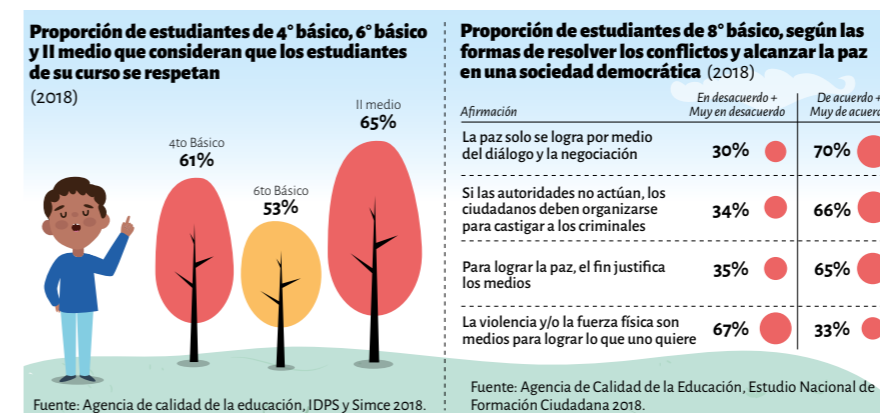 Proporción de estudiantes de 4° básico, 6° básico
y II medio que consideran que los estudiantes
de su curso se respetan
(2018)
4to Básico
61%
6to Básico
53%
II medio
65%
Fuente: Agencia de calidad de la educación, IDPS y Simce 2018.
Proporción de estudiantes de 8° básico, según las
formas de resolver los conflictos y alcanzar la paz
en una sociedad democrática (2018)
Afirmación
En desacuerdo +
Muy en desacuerdo
De acuerdo +
Muy de acuerd
La paz solo se logra por medio
del diálogo y la negociación
30%
70%
Si las autoridades no actúan, los
ciudadanos deben organizarse
para castigar a los criminales
34%
66%
Para lograr la paz, el fin justifica
los medios
35%
65%
La violencia y/o la fuerza física son
medios para lograr lo que uno quiere
67%
33%
Fuente: Agencia de Calidad de la Educación, Estudio Nacional de
Formación Ciudadana 2018.